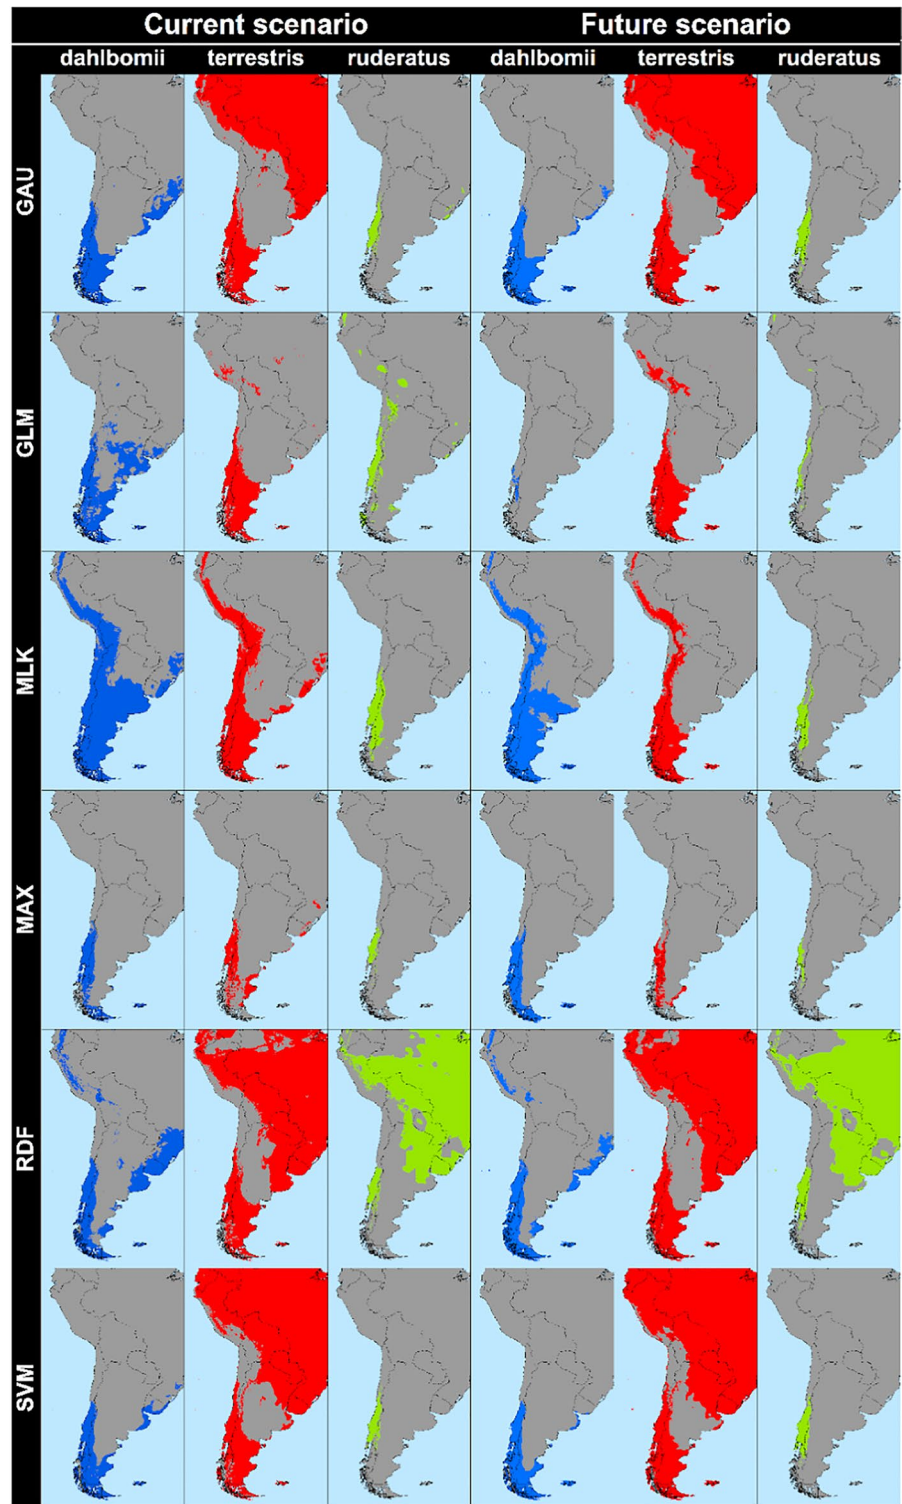 Current scenario Future scenario
dahlbomii terrestris ruderatus dahlbomii terrestris ruderatus
GAU
GLM
MLK
MAX
RDF
SVM